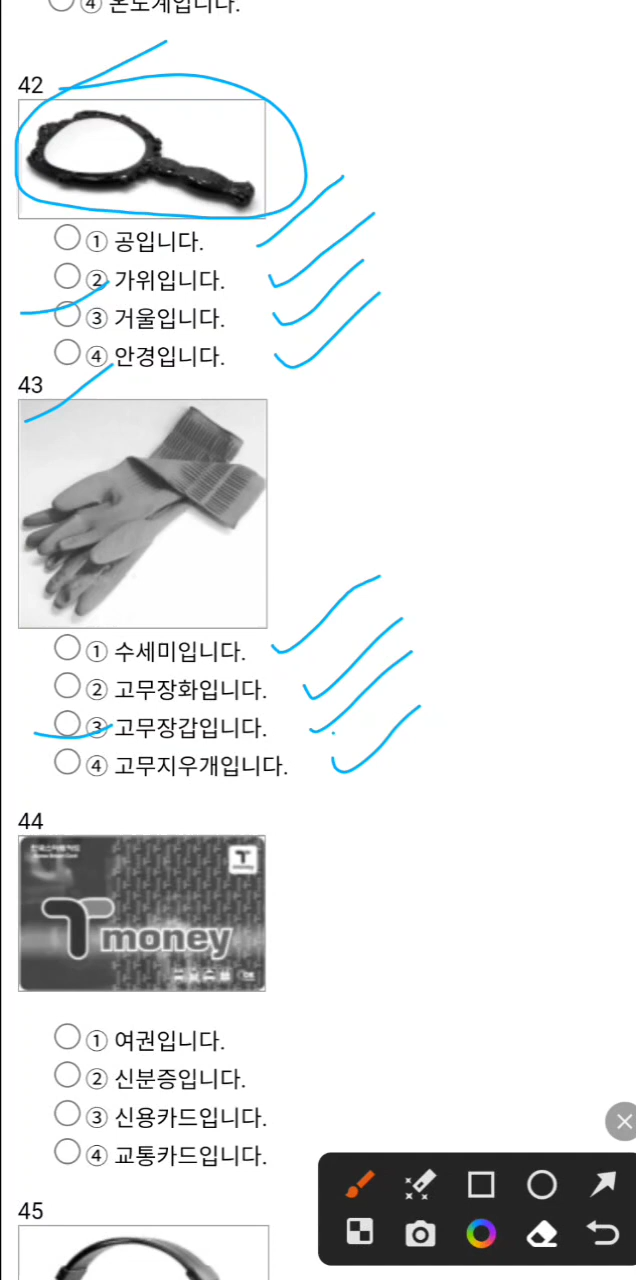 ④ 온도계입니다.
42
① 공입니다.
② 가위입니다.
③ 거울입니다.
④ 안경입니다.
43
① 수세미입니다.
② 고무장화입니다.
③ 고무장갑입니다.
④ 고무지우개입니다.
44
T
money
T money
① 여권입니다.
② 신분증입니다.
③ 신용카드입니다.
④ 교통카드입니다.
45